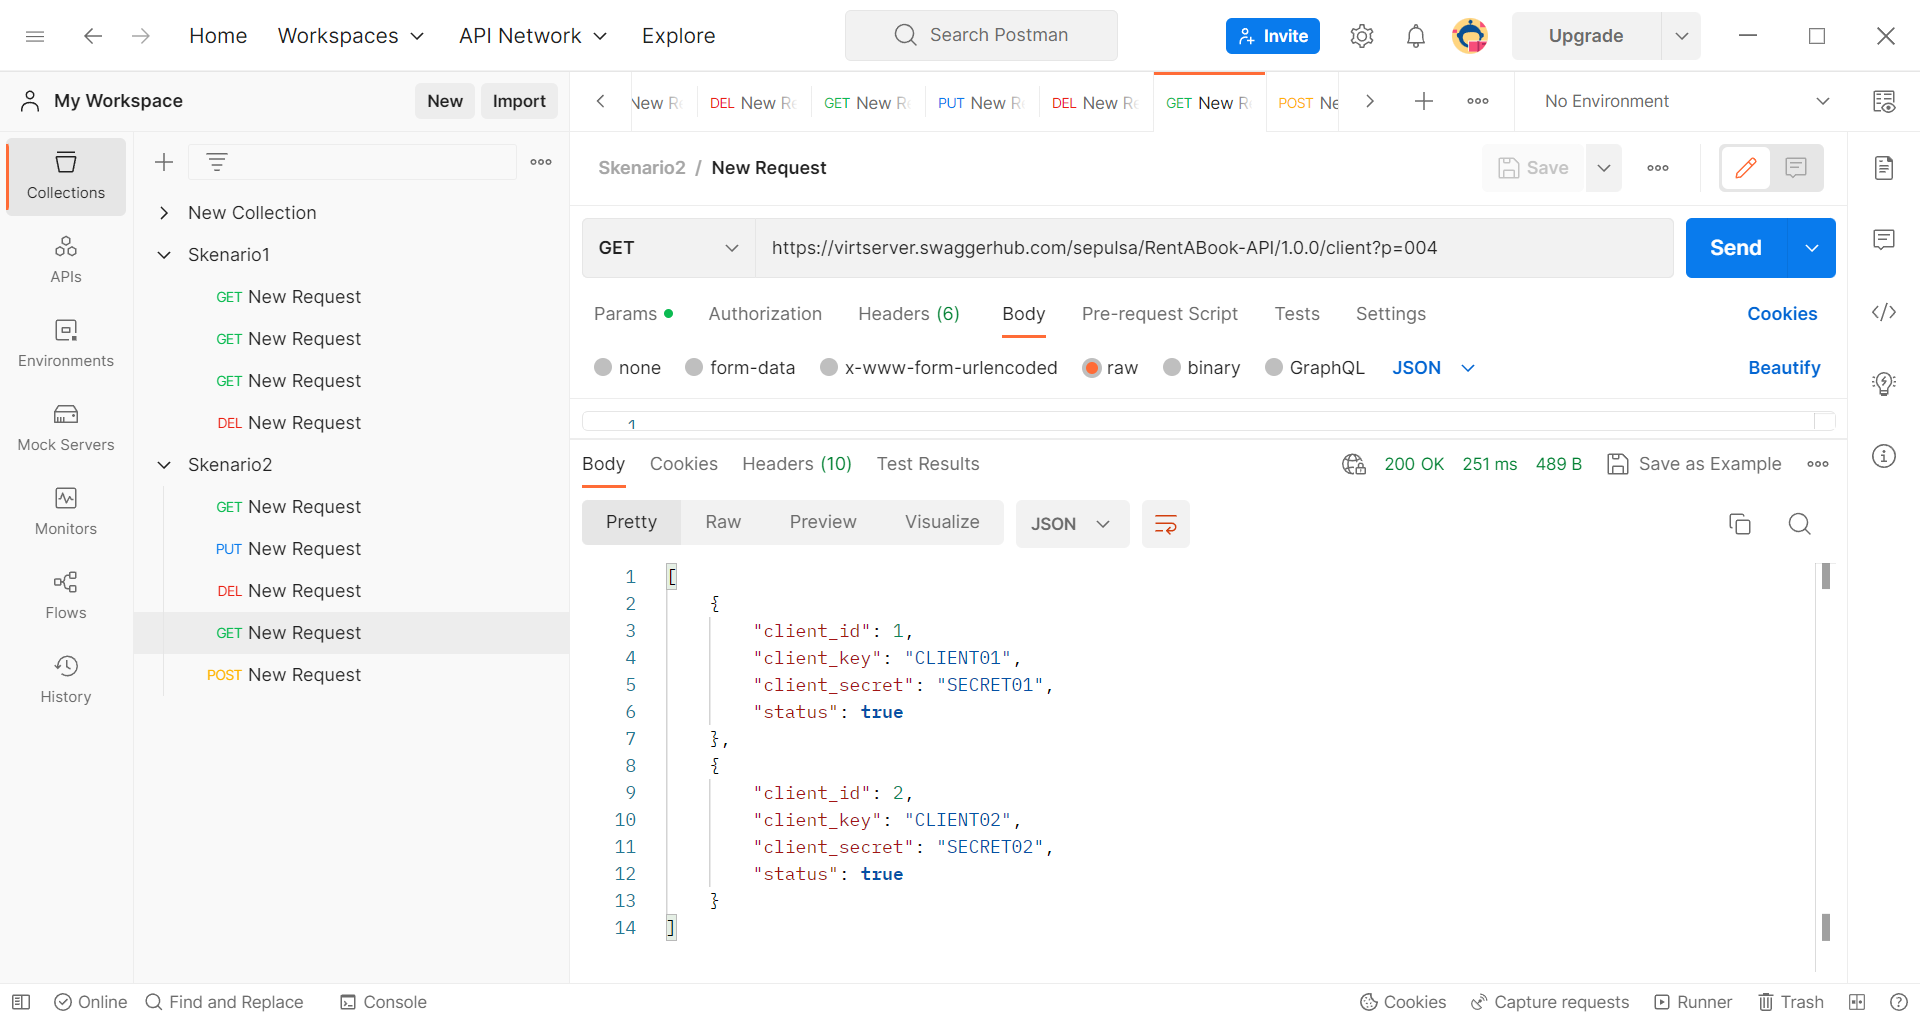 Home Workspaces API Network Explore Search Postman Invite Upgrade
My Workspace New Import
New Re DEL New Re GET New Re PUT New Re DEL New Re GET New R POST Ne No Environment
Collections
APIs
Environments
Mock Servers
Monitors
Flows
History
New Collection
Skenario1
GET New Request
GET New Request
GET New Request
DEL New Request
Skenario2
GET New Request
PUT New Request
DEL New Request
GET New Request
POST New Request
Skenario2 / New Request Save
GET https://virtserver.swaggerhub.com/sepulsa/RentABook-API/1.0.0/client?p=004 Send
Params Authorization Headers (6) Body Pre-request Script Tests Settings Cookies
none form-data x-www-form-urlencoded raw binary GraphQL JSON Beautify
1
Body Cookies Headers (10) Test Results 200 OK 251 ms 489 B Save as Example
Pretty Raw Preview Visualize JSON
1 [
2 {
3 "client_id": 1,
4 "client_key": "CLIENT01",
5 "client_secret": "SECRET01",
6 "status": true
7 },
8 {
9 "client_id": 2,
10 "client_key": "CLIENT02",
11 "client_secret": "SECRET02",
12 "status": true
13 }
14 ]
Online Find and Replace Console Cookies Capture requests Runner Trash